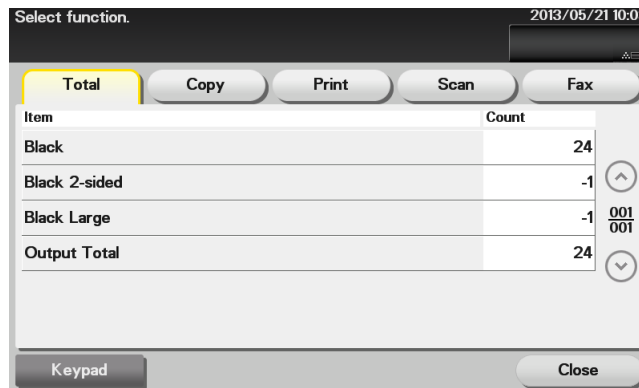 Select function.
2013/05/21 10:0
Total Copy Print Scan Fax
Item Count
Black 24
Black 2-sided -1
Black Large -1
001
001
Output Total 24
Keypad Close